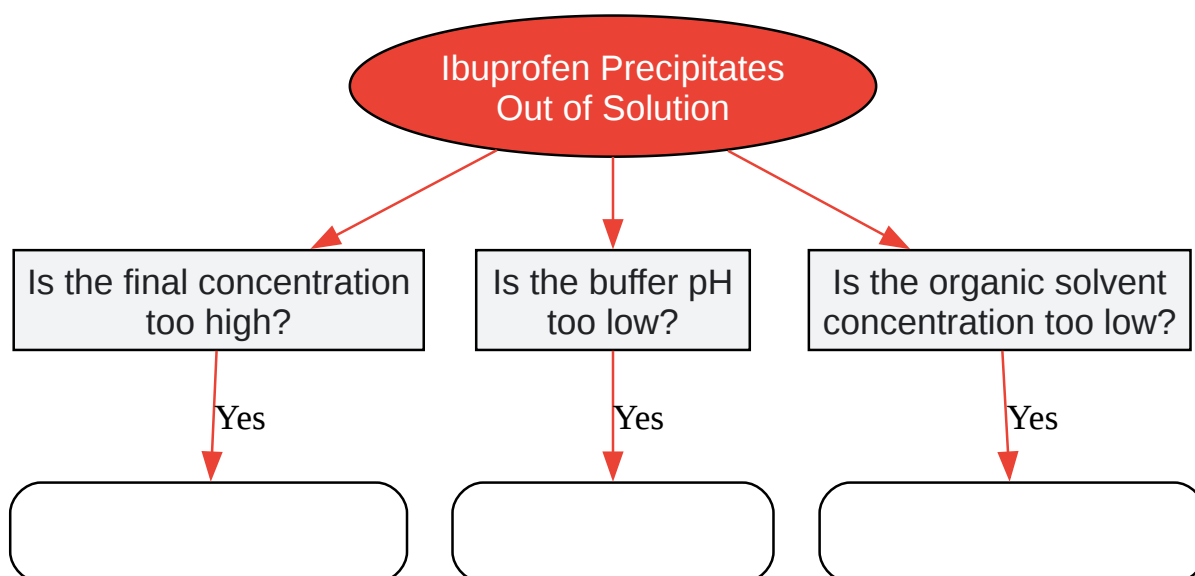 Ibuprofen Precipitates
Out of Solution
Is the final concentration
too high?
Is the buffer pH
too low?
Is the organic solvent
concentration too low?
Yes
Yes
Yes